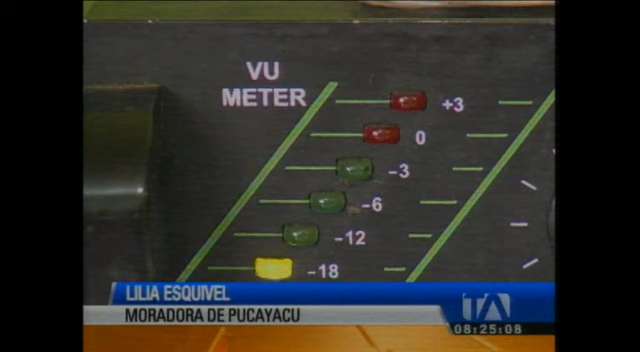 VU
METER
+3
0
-3
-6
-12
-18
LILIA ESQUIVEL
MORADORA DE PUCAYACU
TA
08:25:08